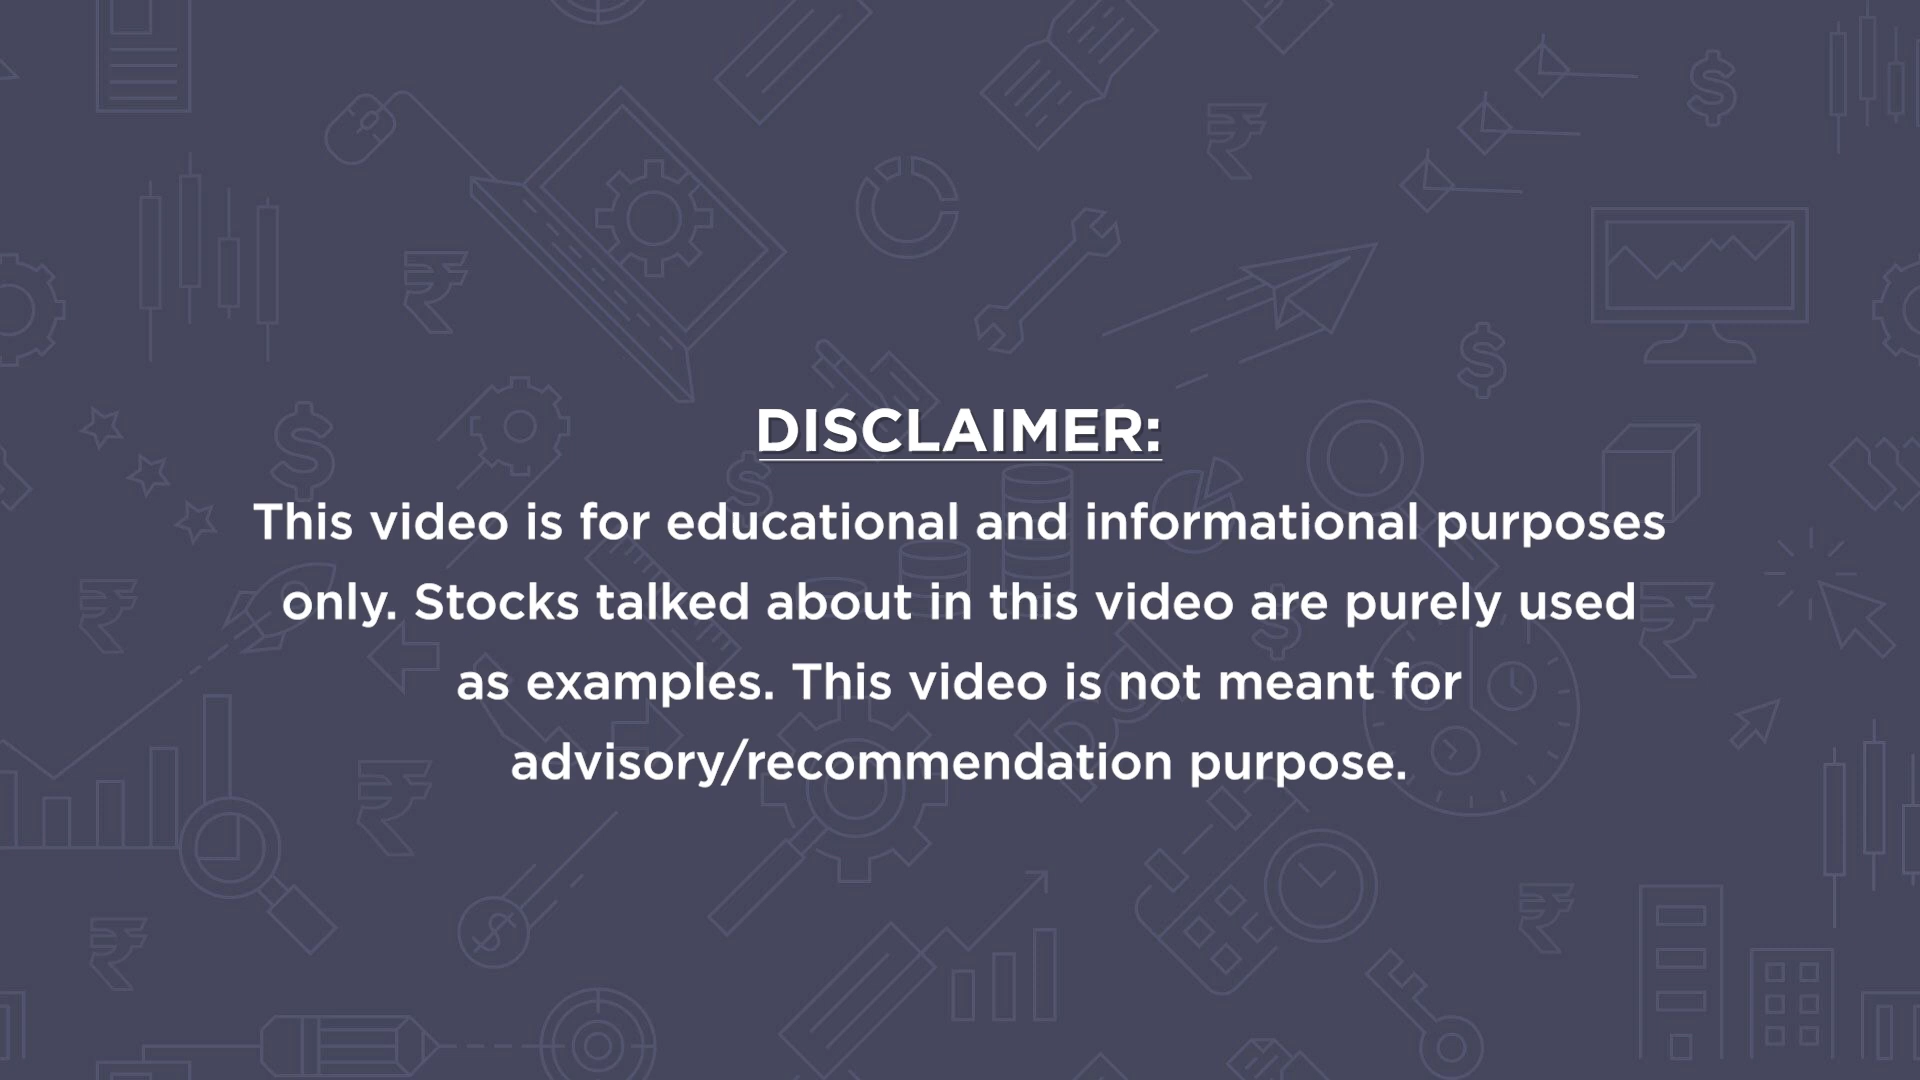 DISCLAIMER:
This video is for educational and informational purposes
only. Stocks talked about in this video are purely used
as examples. This video is not meant for
advisory/recommendation purpose.